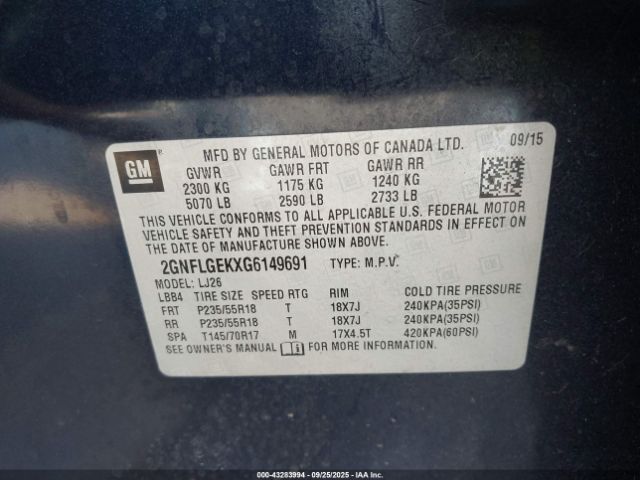 GM
MFD BY GENERAL MOTORS OF CANADA LTD. 09/15
GVWR GAWR FRT GAWR RR
2300 KG 1175 KG 1240 KG
5070 LB 2590 LB 2733 LB
THIS VEHICLE CONFORMS TO ALL APPLICABLE U.S. FEDERAL MOTOR
VEHICLE SAFETY AND THEFT PREVENTION STANDARDS IN EFFECT ON
THE DATE OF MANUFACTURE SHOWN ABOVE.
2GNFLGEKXG6149691 TYPE: M.P.V.
MODEL: LJ26
LBB4 TIRE SIZE SPEED RTG RIM COLD TIRE PRESSURE
FRT P235/55R18 T 18X7J 240KPA(35PSI)
RR P235/55R18 T 18X7J 240KPA(35PSI)
SPA T145/70R17 M 17X4.5T 420KPA(60PSI)
SEE OWNER'S MANUAL FOR MORE INFORMATION.
000-43283994 - 09/25/2025 - IAAI.COM